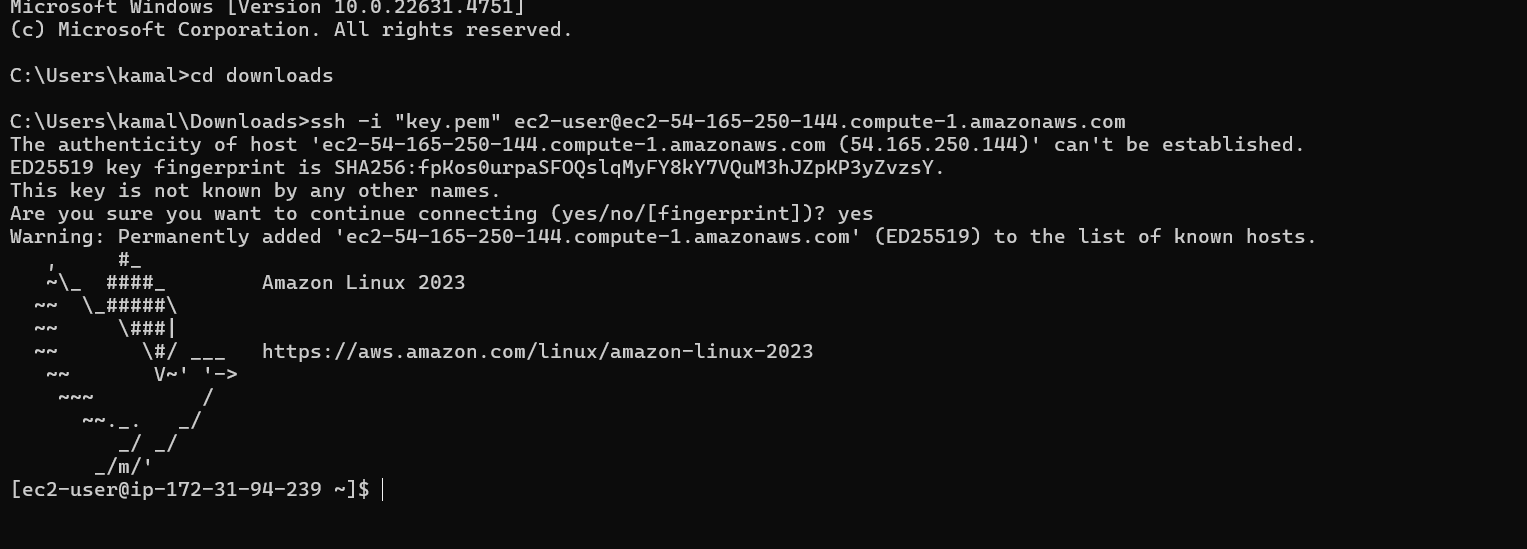 Microsoft Windows [Version 10.0.22631.4751]
(c) Microsoft Corporation. All rights reserved.

C:\Users\kamal>cd downloads

C:\Users\kamal\Downloads>ssh -i "key.pem" ec2-user@ec2-54-165-250-144.compute-1.amazonaws.com
The authenticity of host 'ec2-54-165-250-144.compute-1.amazonaws.com (54.165.250.144)' can't be established.
ED25519 key fingerprint is SHA256:fpKos0urpaSFOQslqMyFY8kY7VQuM3hJZpKP3yZvzsY.
This key is not known by any other names.
Are you sure you want to continue connecting (yes/no/[fingerprint])? yes
Warning: Permanently added 'ec2-54-165-250-144.compute-1.amazonaws.com' (ED25519) to the list of known hosts.
   ,     #_
   ~\_  ####_        Amazon Linux 2023
  ~~  \_#####\
  ~~     \###|
  ~~       \#/ ___   https://aws.amazon.com/linux/amazon-linux-2023
   ~~       V~' '->
    ~~~         /
      ~~._.   _/
         _/ _/
       _/m/'
[ec2-user@ip-172-31-94-239 ~]$